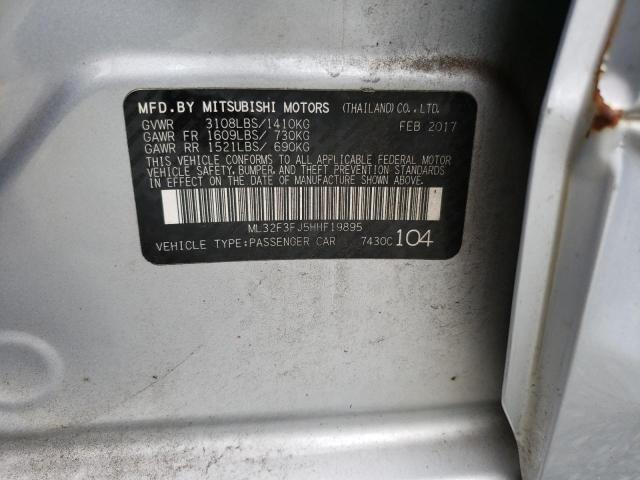 MFD.BY MITSUBISHI MOTORS (THAILAND)CO.,LTD.
GVWR 3108LBS/1410KG FEB 2017
GAWR FR 1609LBS/ 730KG
GAWR RR 1521LBS/ 690KG
THIS VEHICLE CONFORMS TO ALL APPLICABLE FEDERAL MOTOR
VEHICLE SAFETY, BUMPER, AND THEFT PREVENTION STANDARDS
IN EFFECT ON THE DATE OF MANUFACTURE SHOWN ABOVE.
ML32F3FJ5HHF19895
VEHICLE TYPE:PASSENGER CAR 7430C 104